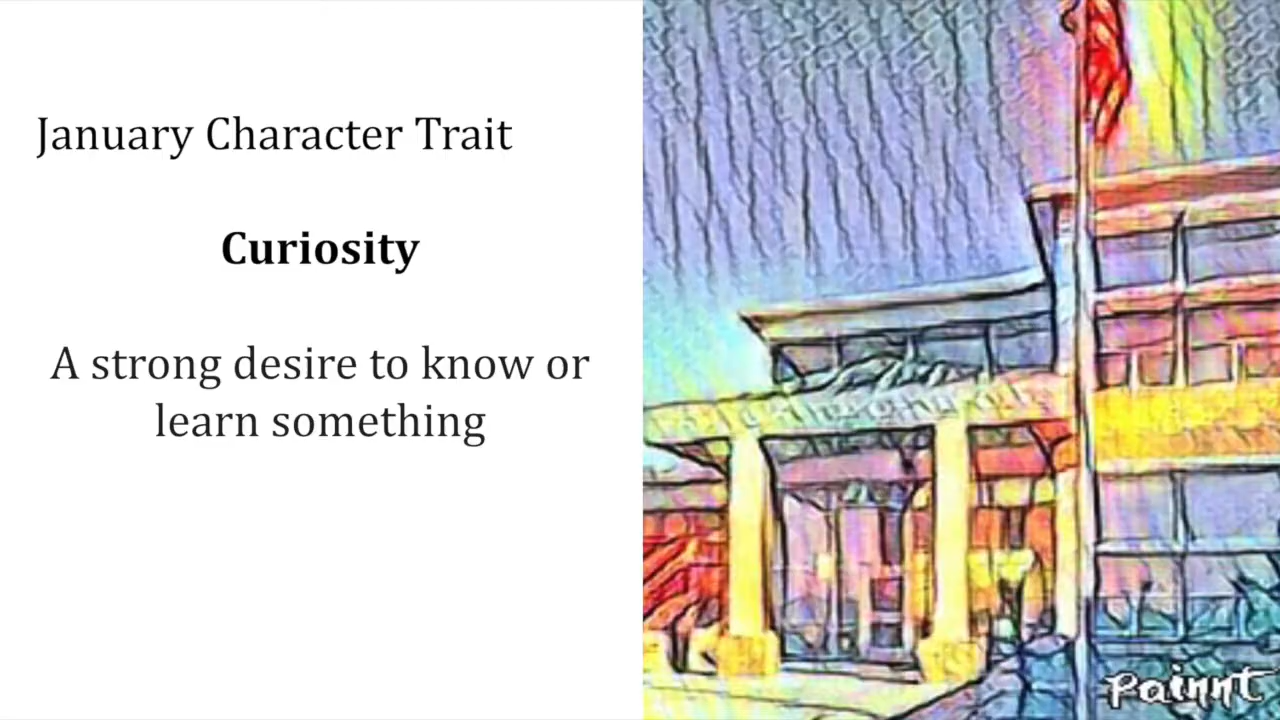 January Character Trait
Curiosity
A strong desire to know or
learn something
Painnt